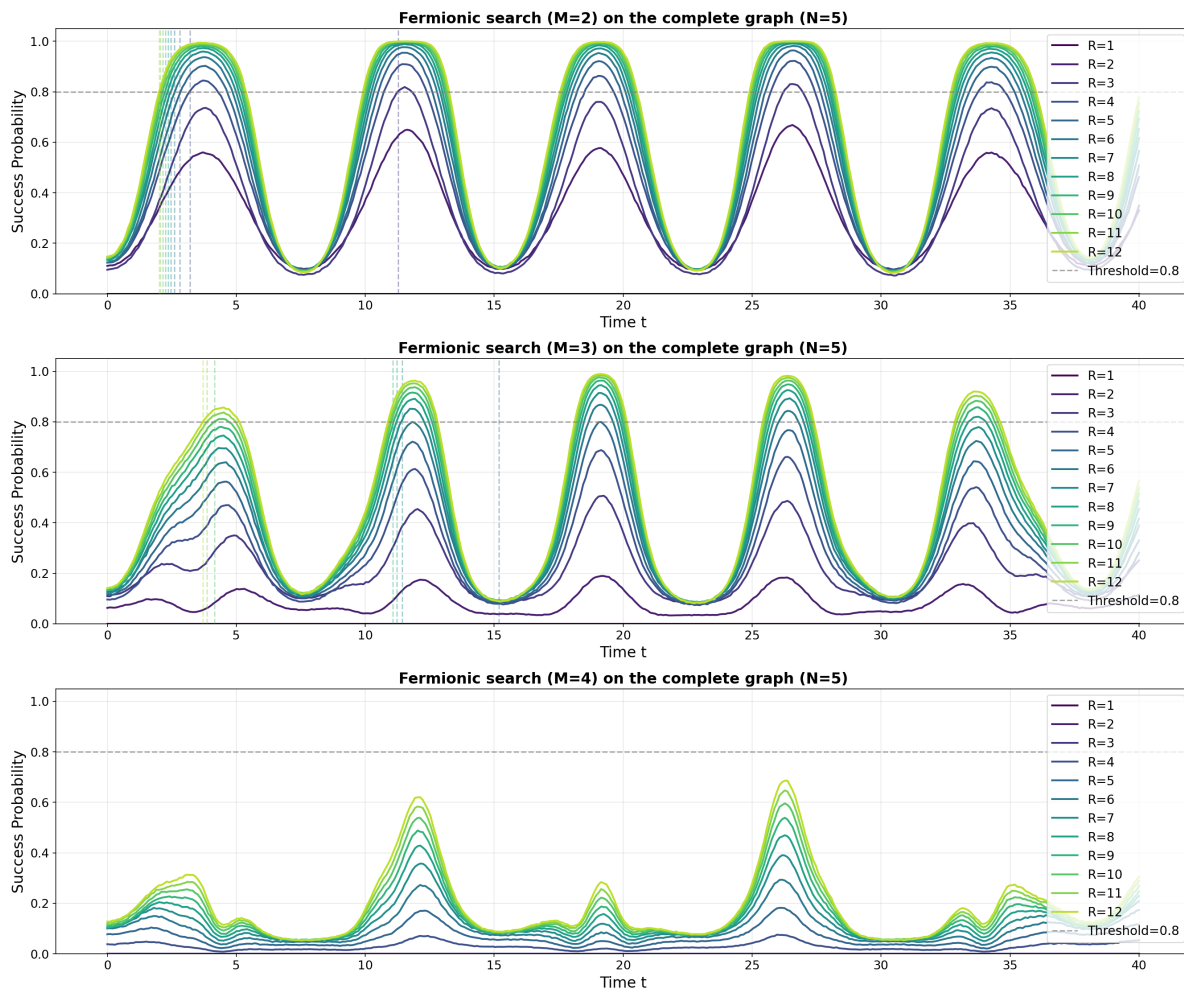 Fermionic search (M=2) on the complete graph (N=5)
Success Probability
1.0
0.8
0.6
0.4
0.2
0.0
0 5 10 15 20 25 30 35 40
Time t
R=1
R=2
R=3
R=4
R=5
R=6
R=7
R=8
R=9
R=10
R=11
R=12
Threshold=0.8
Fermionic search (M=3) on the complete graph (N=5)
Success Probability
1.0
0.8
0.6
0.4
0.2
0.0
0 5 10 15 20 25 30 35 40
Time t
R=1
R=2
R=3
R=4
R=5
R=6
R=7
R=8
R=9
R=10
R=11
R=12
Threshold=0.8
Fermionic search (M=4) on the complete graph (N=5)
Success Probability
1.0
0.8
0.6
0.4
0.2
0.0
0 5 10 15 20 25 30 35 40
Time t
R=1
R=2
R=3
R=4
R=5
R=6
R=7
R=8
R=9
R=10
R=11
R=12
Threshold=0.8